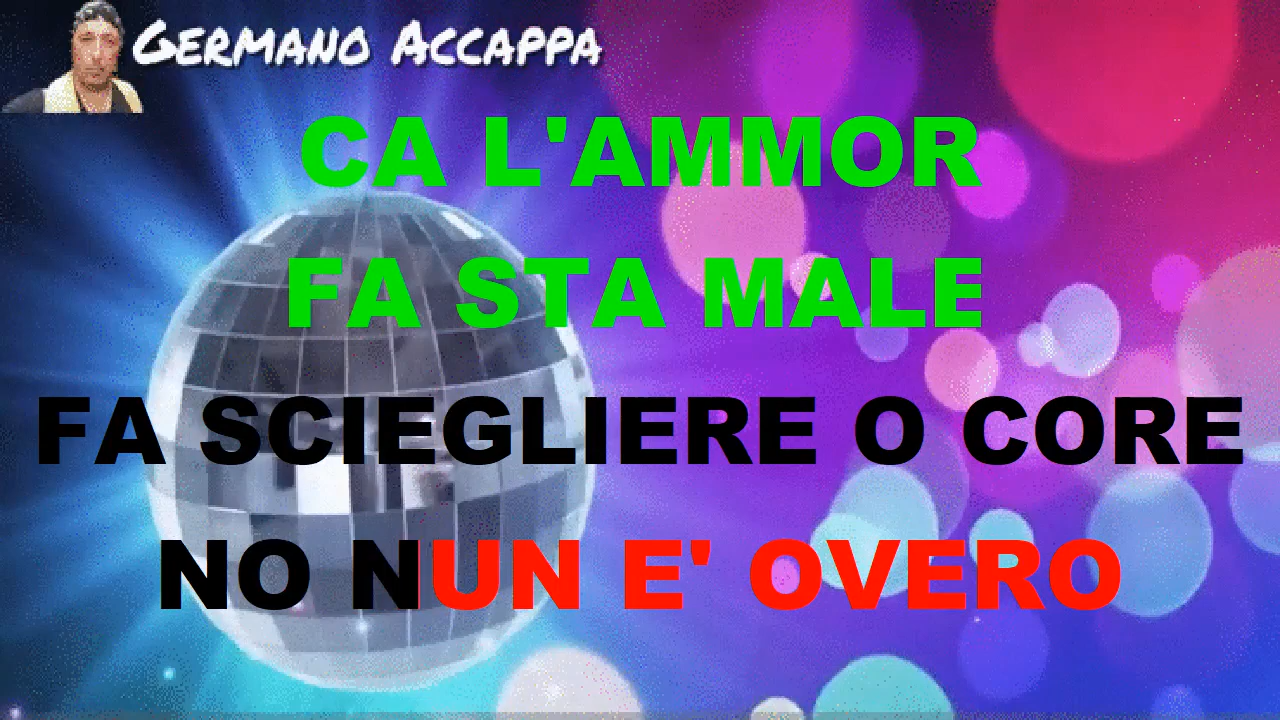 GERMANO ACCAPPA
CA L'AMMOR
FA STA MALE
FA SCIEGLIERE O CORE
NO NUN E' OVERO